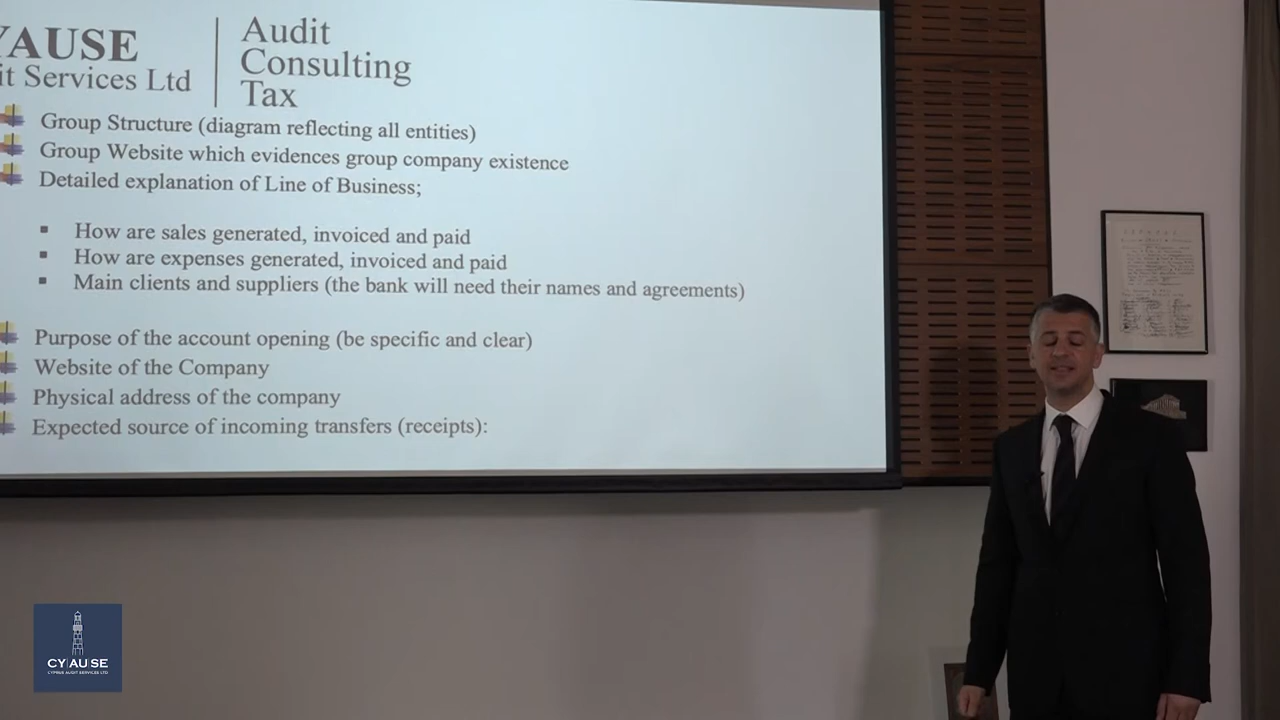 YAUSE
it Services Ltd
Audit
Consulting
Tax
Group Structure (diagram reflecting all entities)
Group Website which evidences group company existence
Detailed explanation of Line of Business;
How are sales generated, invoiced and paid
How are expenses generated, invoiced and paid
Main clients and suppliers (the bank will need their names and agreements)
Purpose of the account opening (be specific and clear)
Website of the Company
Physical address of the company
Expected source of incoming transfers (receipts):
CYAUSE
CYPRUS AUDIT SERVICES LTD